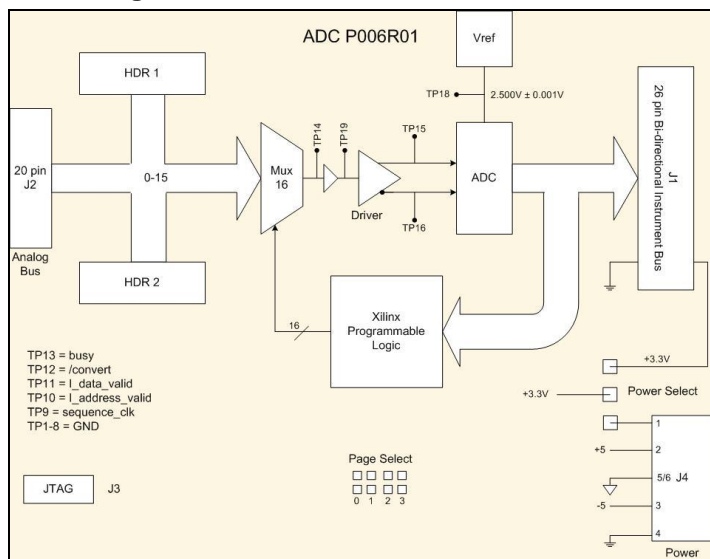 ADC P006R01
Vref
HDR 1
TP18
2.500V ± 0.001V
20 pin
J2
0-15
Mux
16
TP14
TP19
TP15
Driver
TP16
ADC
26 pin Bi-directional Instrument Bus
J1
Analog
Bus
HDR 2
16
Xilinx
Programmable
Logic
TP13 = busy
TP12 = /convert
TP11 = I_data_valid
TP10 = I_address_valid
TP9 = sequence_clk
TP1-8 = GND
+3.3V
+3.3V
Power Select
1
+5
2
5/6
J4
-5
3
4
Power
Page Select
0 1 2 3
JTAG
J3